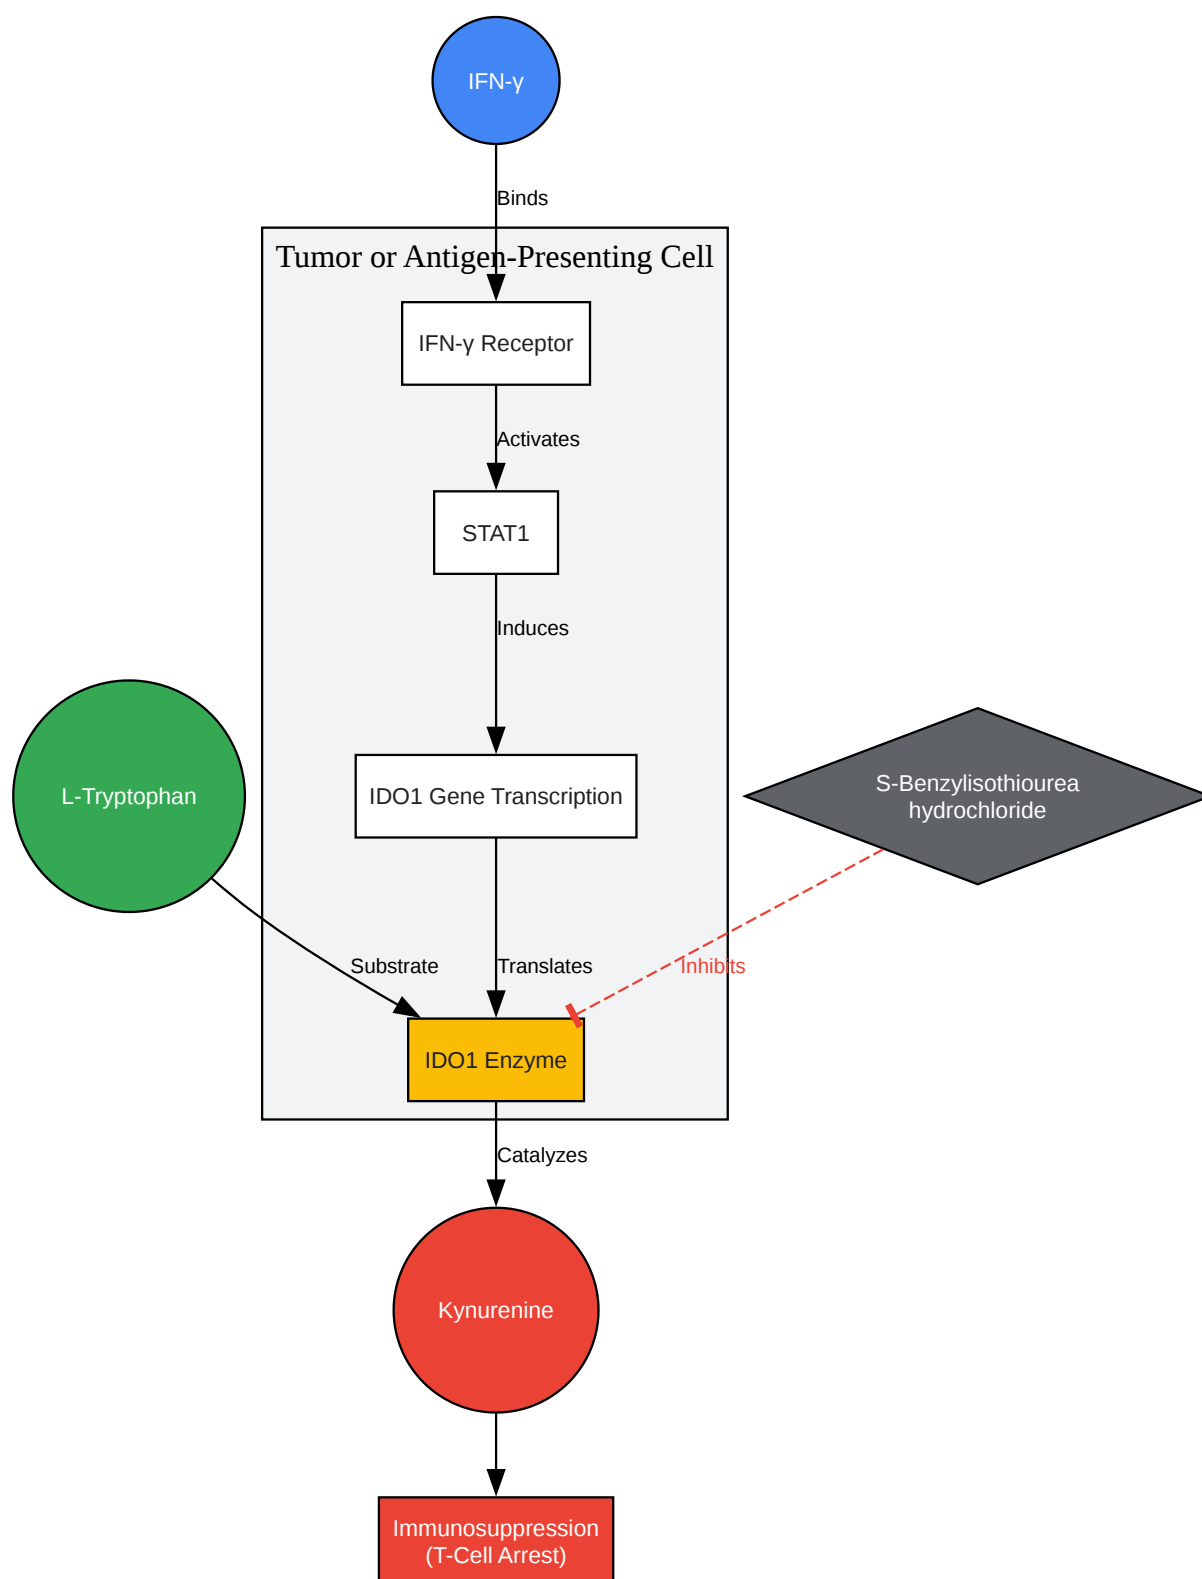 IFN-γ
Binds
Tumor or Antigen-Presenting Cell
IFN-γ Receptor
Activates
STAT1
Induces
L-Tryptophan
IDO1 Gene Transcription
S-Benzylisothiourea
hydrochloride
Substrate
Translates
Inhibits
IDO1 Enzyme
Catalyzes
Kynurenine
Immunosuppression
(T-Cell Arrest)